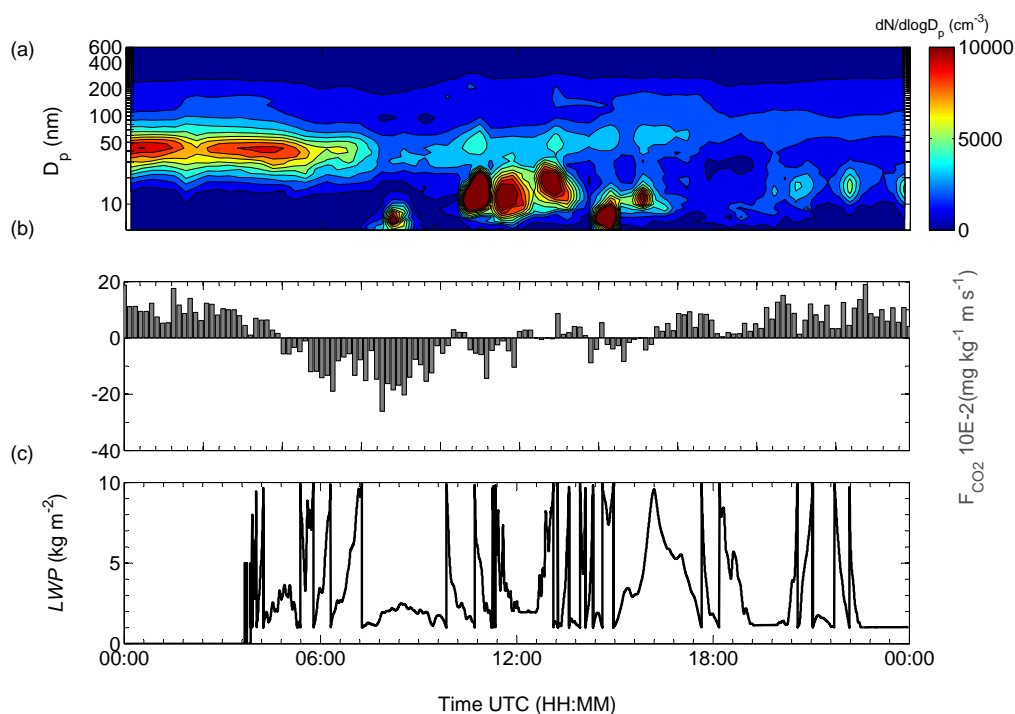 (a)
dN/dlogD_p (cm^-3)
600
400
200
100
50
10
D_p (nm)
10000
5000
0
(b)
20
0
-20
-40
F_CO2 10E-2(mg kg^-1 m s^-1)
(c)
10
5
0
LWP (kg m^-2)
00:00
06:00
12:00
18:00
00:00
Time UTC (HH:MM)